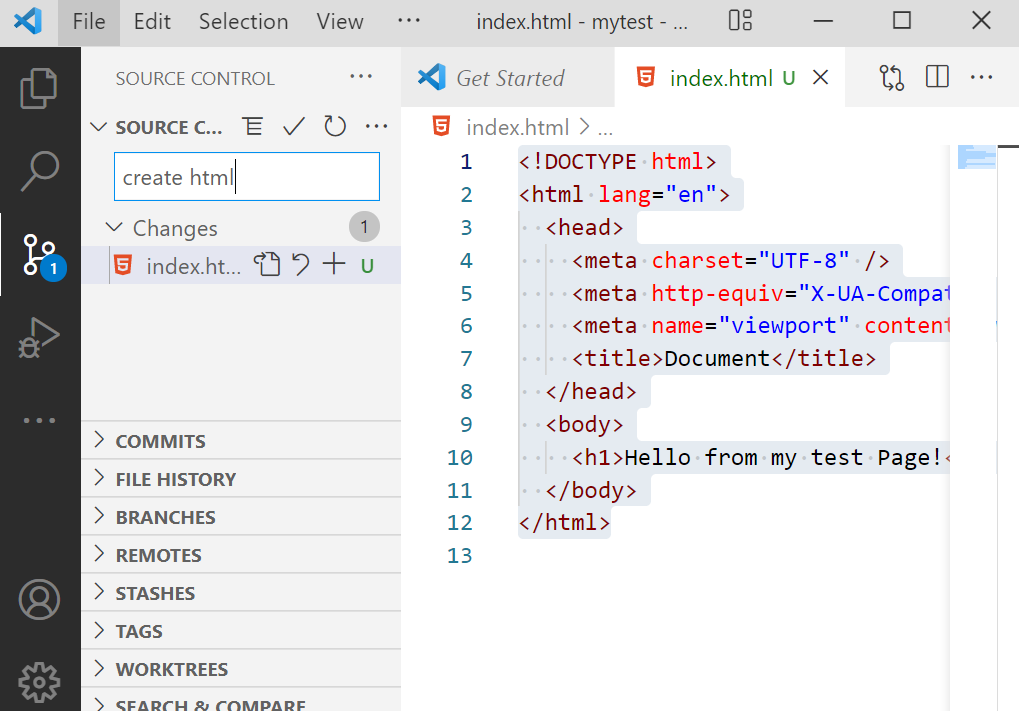 File Edit Selection View ··· index.html - mytest - ...
SOURCE CONTROL ···
Get Started index.html U
SOURCE C... ···
index.html > ...
create html
Changes 1
index.ht... U
1
1 <!DOCTYPE html>
2 <html lang="en">
3 <head>
4 <meta charset="UTF-8" />
5 <meta http-equiv="X-UA-Compat
6 <meta name="viewport" content
7 <title>Document</title>
8 </head>
9 <body>
10 <h1>Hello from my test Page!<
11 </body>
12 </html>
13
COMMITS
FILE HISTORY
BRANCHES
REMOTES
STASHES
TAGS
WORKTREES
SEARCH & COMPARE